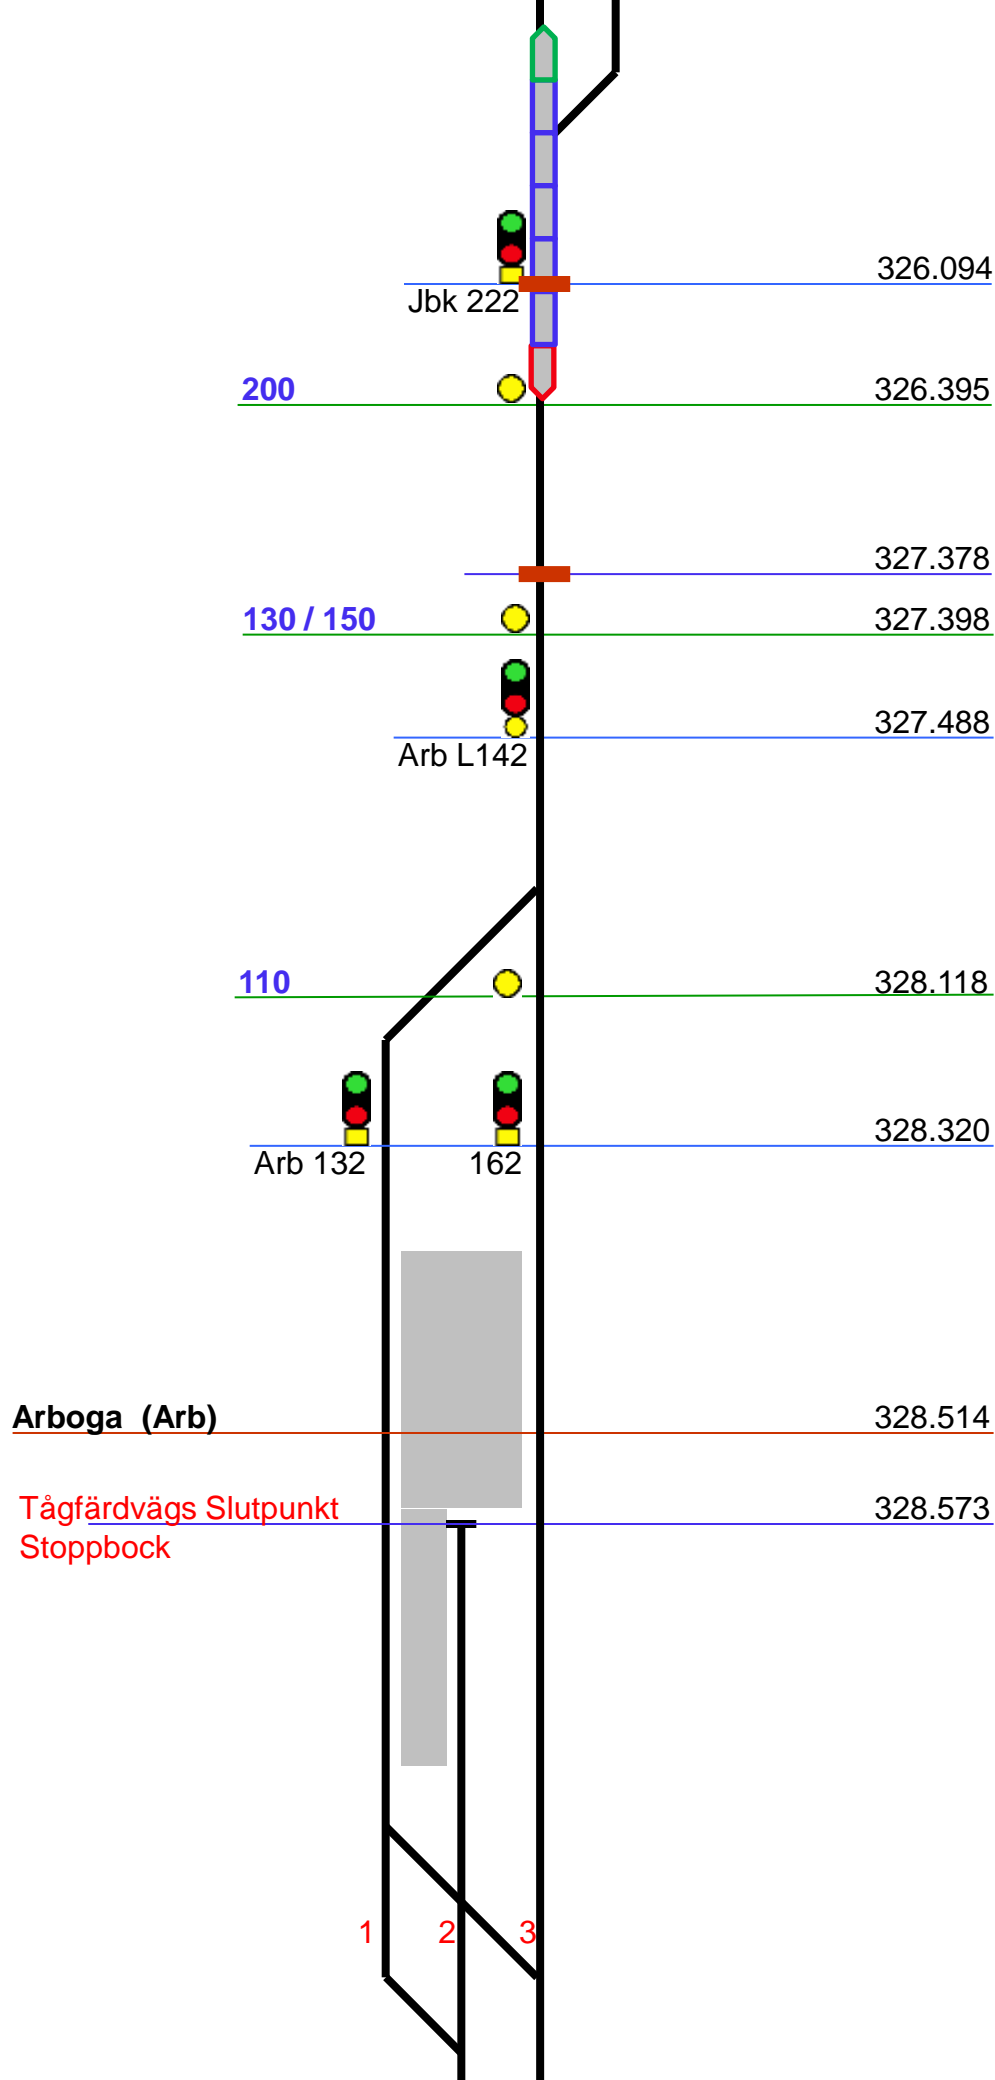 326.094
Jbk 222
200 326.395
327.378
130 / 150 327.398
327.488
Arb L142
110 328.118
328.320
Arb 132 162
Arboga (Arb) 328.514
Tågfärdvägs Slutpunkt 328.573
Stoppbock
1 2 3